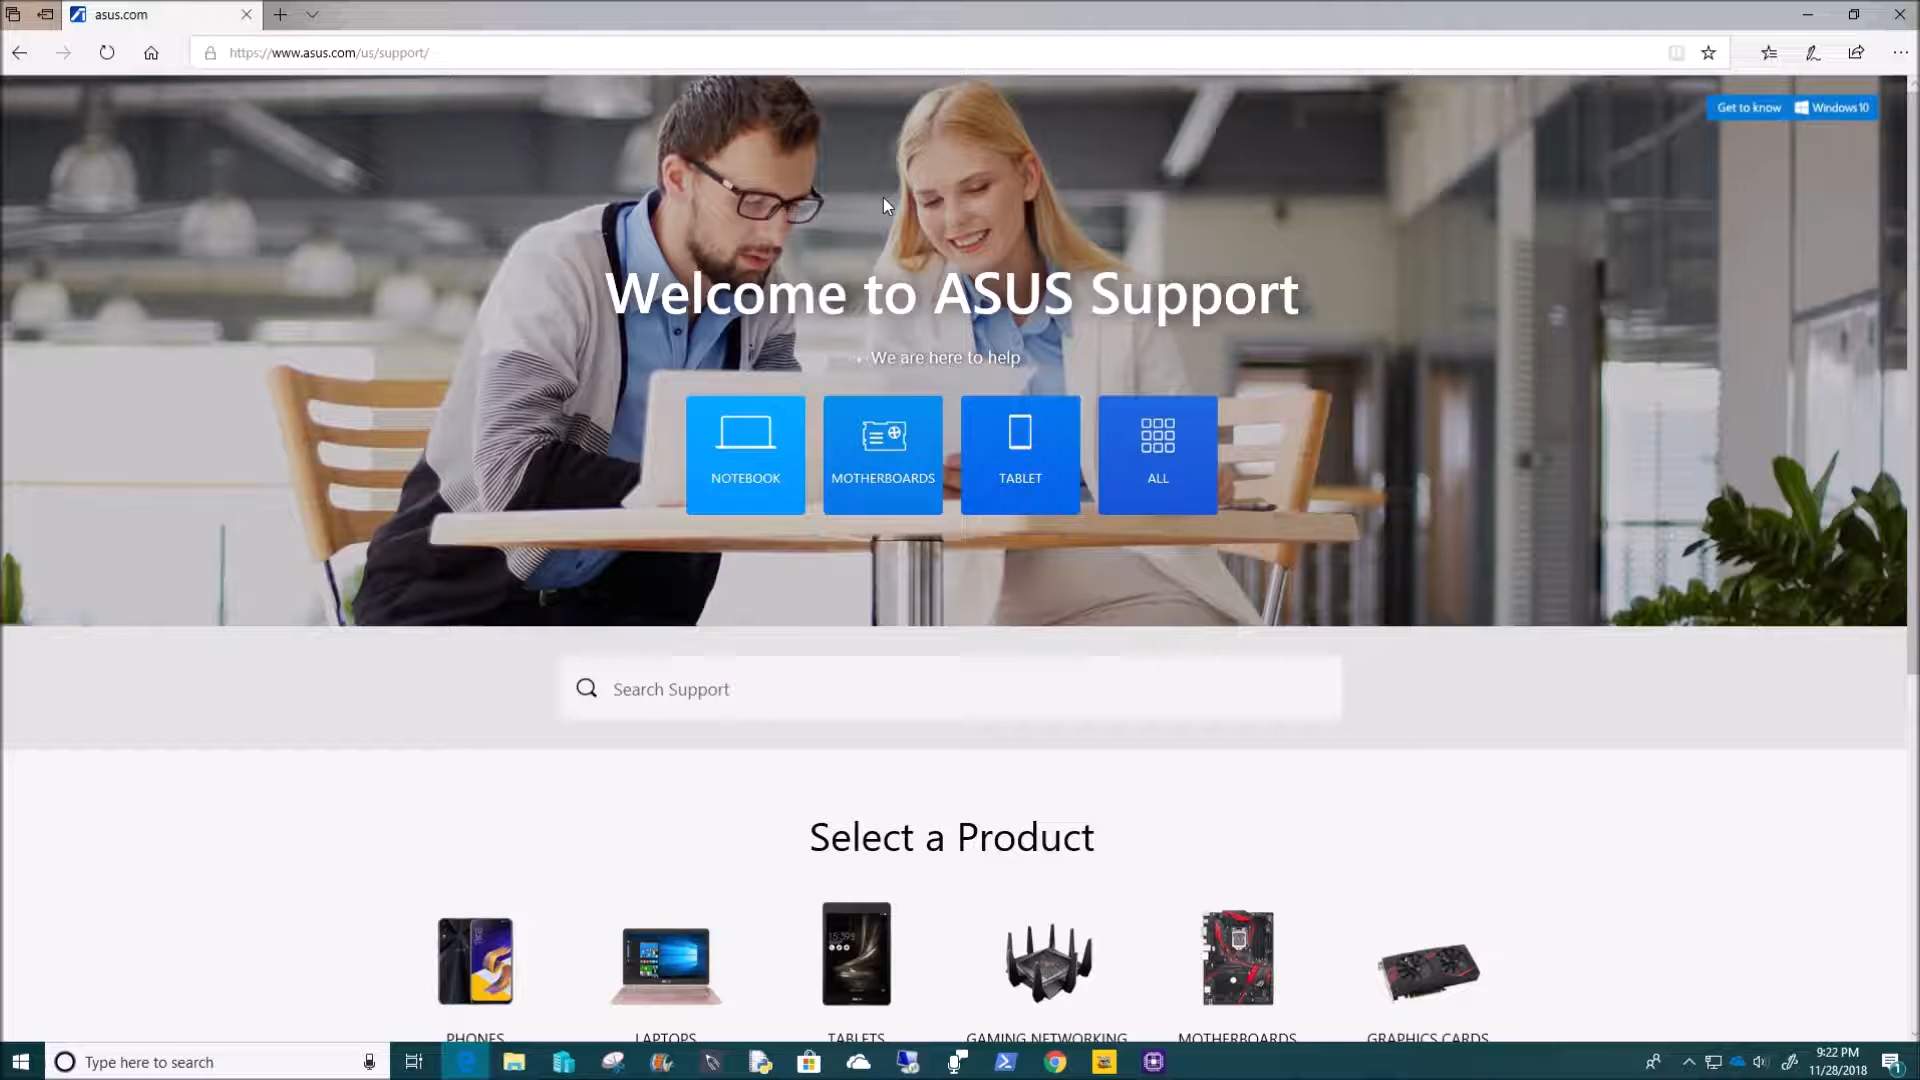 asus.com
https://www.asus.com/us/support/
Get to know Windows10
Welcome to ASUS Support
We are here to help
NOTEBOOK
MOTHERBOARDS
TABLET
ALL
Search Support
Select a Product
PHONES
LAPTOPS
TABLETS
GAMING NETWORKING
MOTHERBOARDS
GRAPHICS CARDS
Type here to search
9:22 PM
11/28/2018
1